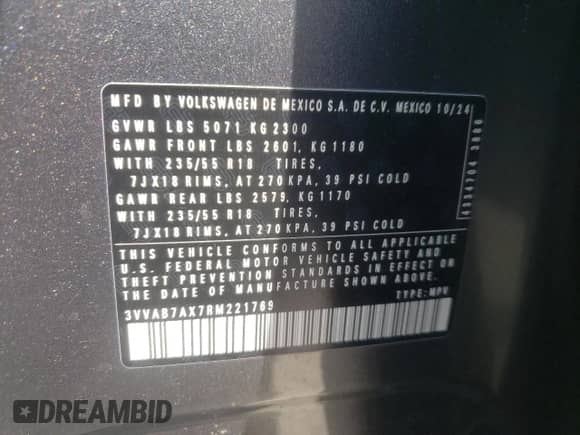 MFD BY VOLKSWAGEN DE MEXICO S.A. DE C.V. MEXICO 10/24
GVWR LBS 5071 KG 2300
GAWR FRONT LBS 2601, KG 1180
WITH 235/55 R18 TIRES,
7JX18 RIMS, AT 270 KPA, 39 PSI COLD
GAWR REAR LBS 2579, KG 1170
WITH 235/55 R18 TIRES,
7JX18 RIMS, AT 270 KPA, 39 PSI COLD
THIS VEHICLE CONFORMS TO ALL APPLICABLE
U.S. FEDERAL MOTOR VEHICLE SAFETY AND
THEFT PREVENTION STANDARDS IN EFFECT ON
THE DATE OF MANUFACTURE SHOWN ABOVE.
3VVAB7AX7RM221769 TYPE: MPV
DREAMBID